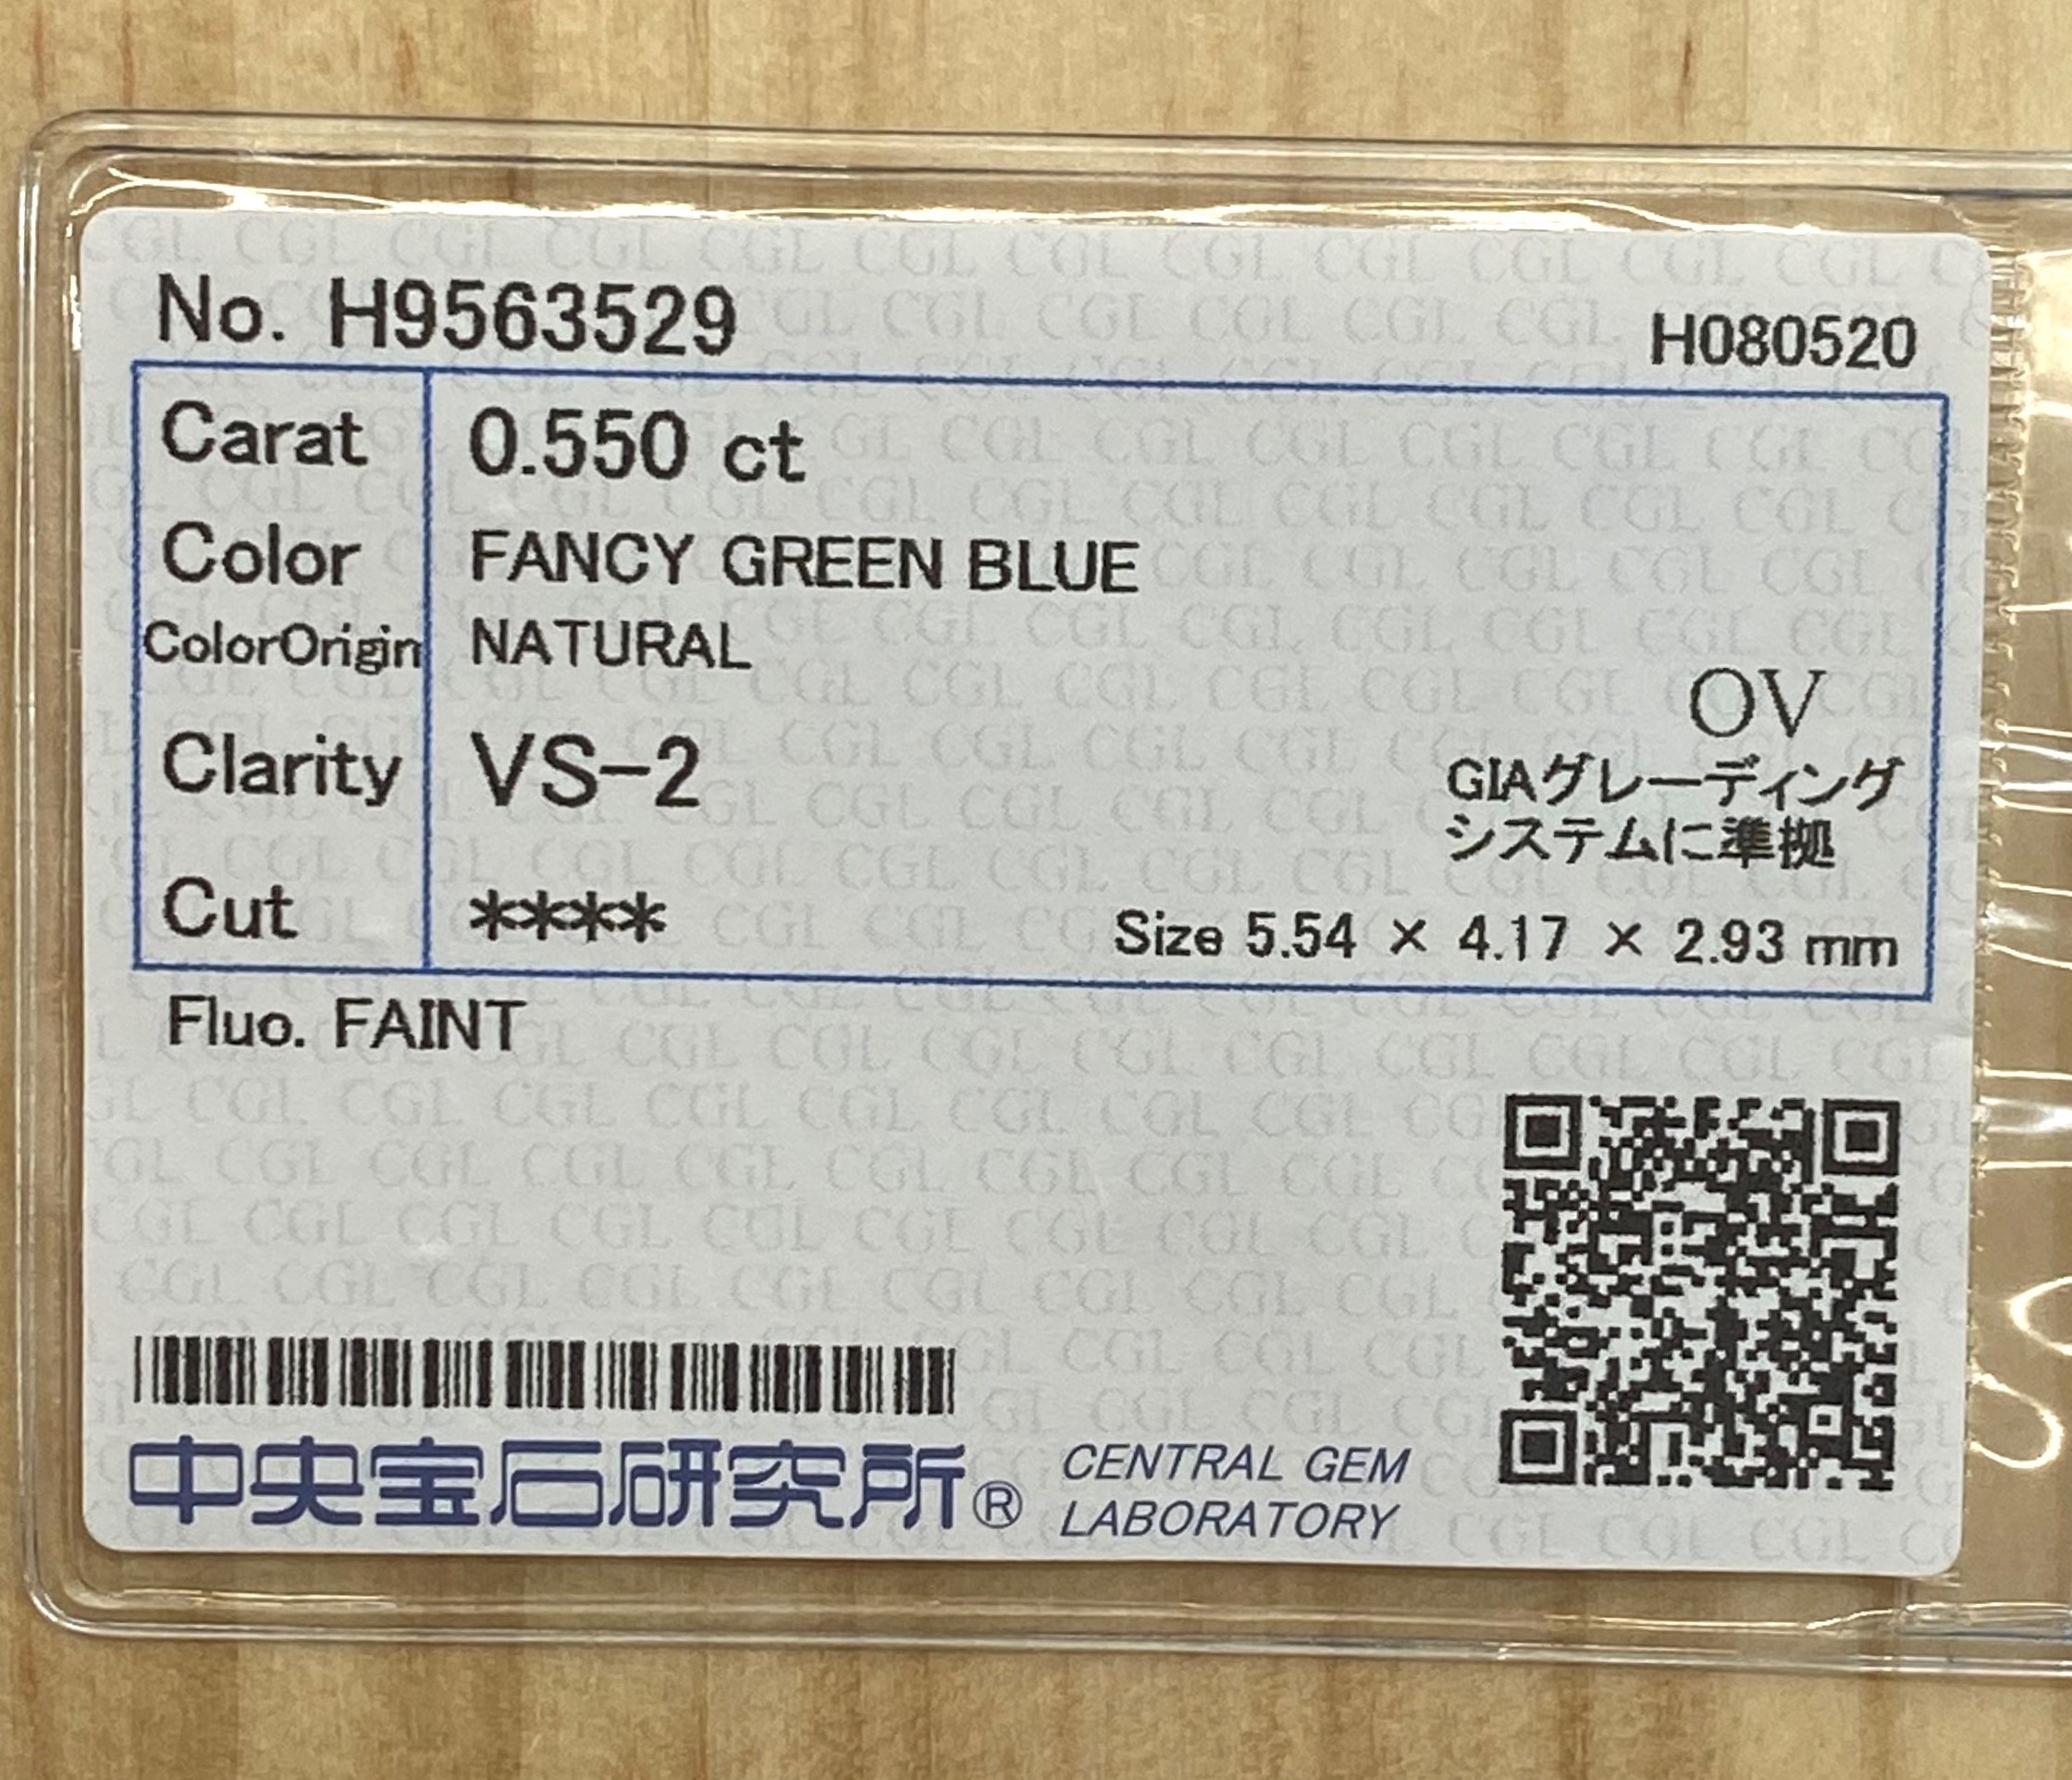 No. H9563529
H080520
Carat 0.550 ct
Color FANCY GREEN BLUE
ColorOrigin NATURAL
OV
Clarity VS-2
GIAグレーディング
システムに準拠
Cut ****
Size 5.54 × 4.17 × 2.93 mm
Fluo. FAINT
中央宝石研究所®
CENTRAL GEM
LABORATORY